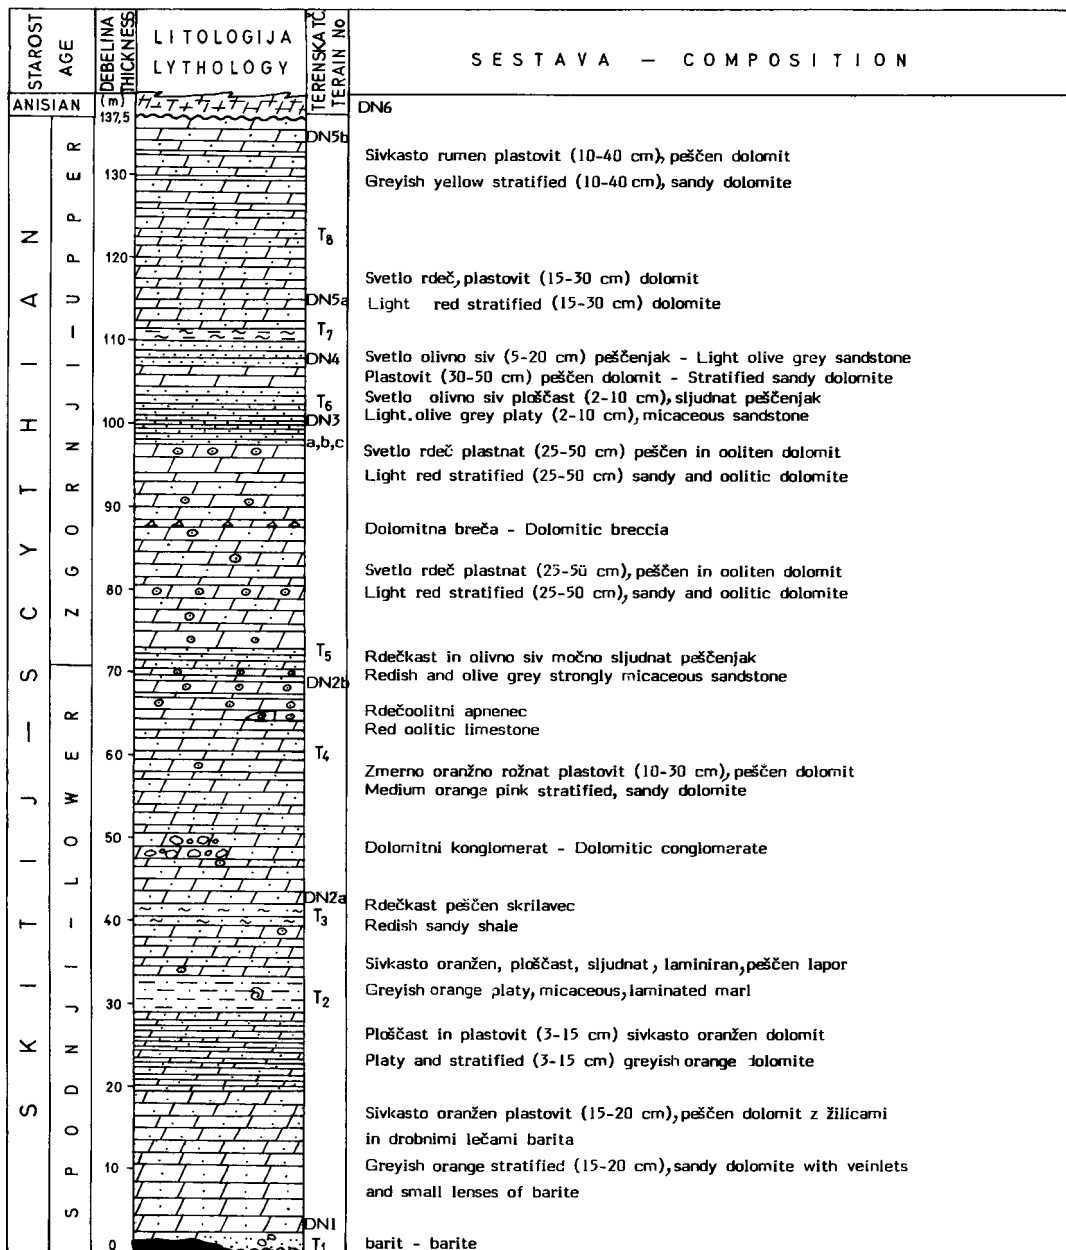 STAROST
AGE
DEBELINA
THICKNESS
LITOLOGIJA
LYTHOLOGY
TERENSKA TČ.
TERAIN No
SESTAVA — COMPOSITION
ANISIAN
(m)
137,5
DN6
DN5b
Sivkasto rumen plastovit (10-40 cm), peščen dolomit
130
Greyish yellow stratified (10-40 cm), sandy dolomite
T8
120
Svetlo rdeč, plastovit (15-30 cm) dolomit
DN5a
Light red stratified (15-30 cm) dolomite
T7
110
DN4
Svetlo olivno siv (5-20 cm) peščenjak - Light olive grey sandstone
Plastovit (30-50 cm) peščen dolomit - Stratified sandy dolomite
T6
Svetlo olivno siv ploščast (2-10 cm), sljudnat peščenjak
100
DN3
Light olive grey platy (2-10 cm), micaceous sandstone
a,b,c
Svetlo rdeč plastnat (25-50 cm) peščen in ooliten dolomit
Light red stratified (25-50 cm) sandy and oolitic dolomite
90
Dolomitna breča - Dolomitic breccia
Svetlo rdeč plastnat (25-50 cm), peščen in ooliten dolomit
80
Light red stratified (25-50 cm), sandy and oolitic dolomite
T5
Rdečkast in olivno siv močno sljudnat peščenjak
70
DN2b
Redish and olive grey strongly micaceous sandstone
Rdečoolitni apnenec
Red oolitic limestone
60
T4
Zmerno oranžno rožnat plastovit (10-30 cm), peščen dolomit
Medium orange pink stratified, sandy dolomite
50
Dolomitni konglomerat - Dolomitic conglomerate
DN2a
Rdečkast peščen skrilavec
40
T3
Redish sandy shale
Sivkasto oranžen, ploščast, sljudnat, laminiran, peščen lapor
30
T2
Greyish orange platy, micaceous, laminated marl
Ploščast in plastovit (3-15 cm) sivkasto oranžen dolomit
Platy and stratified (3-15 cm) greyish orange dolomite
20
Sivkasto oranžen plastovit (15-20 cm), peščen dolomit z žilicami
in drobnimi lečami barita
10
Greyish orange stratified (15-20 cm), sandy dolomite with veinlets
and small lenses of barite
DN1
0
T1
barit - barite
SKITIJ — SCYTHIAN
ZGORNJI — UPPER
SPODNJI — LOWER